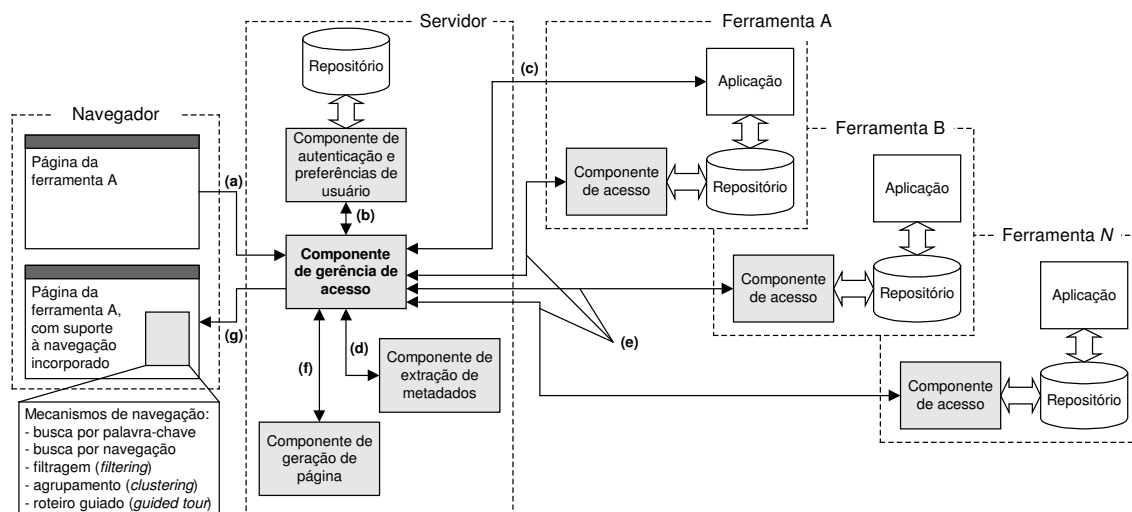 Navegador
Página da
ferramenta A
(a)
Página da
ferramenta A,
com suporte
à navegação
incorporado
(g)
Mecanismos de navegação:
- busca por palavra-chave
- busca por navegação
- filtragem (filtering)
- agrupamento (clustering)
- roteiro guiado (guided tour)
Servidor
Repositório
Componente de
autenticação e
preferências de
usuário
(b)
Componente
de gerência de
acesso
(f)
(d)
Componente de
extração de
metadados
Componente de
geração de
página
(c)
(e)
Ferramenta A
Aplicação
Componente
de acesso
Repositório
Ferramenta B
Aplicação
Componente
de acesso
Repositório
Ferramenta N
Aplicação
Componente
de acesso
Repositório